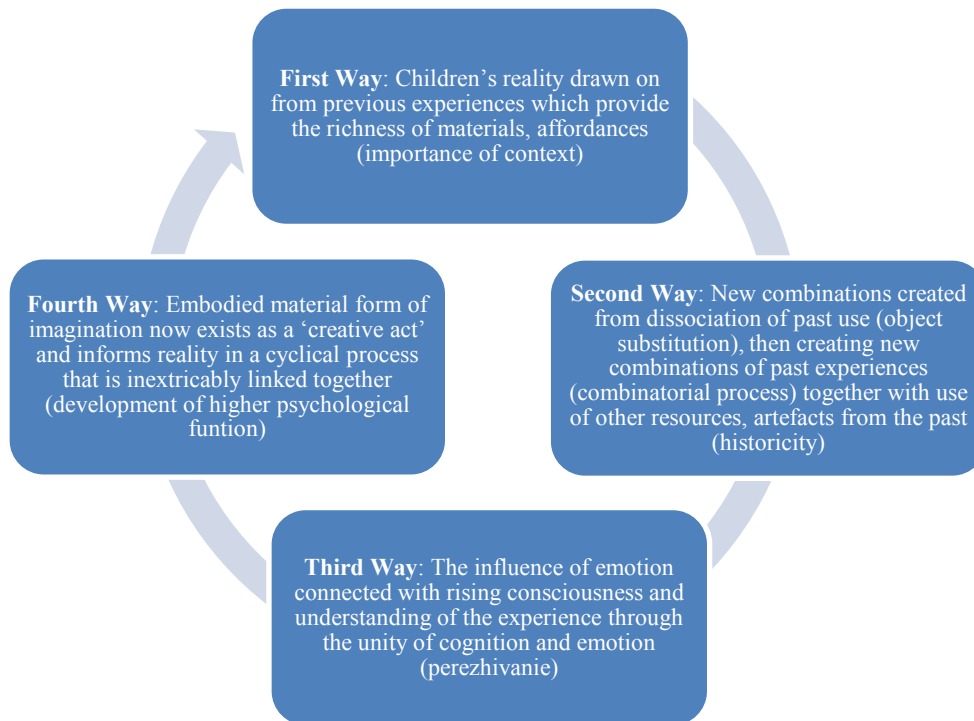 First Way: Children’s reality drawn on
from previous experiences which provide
the richness of materials, affordances
(importance of context)
Second Way: New combinations created
from dissociation of past use (object
substitution), then creating new
combinations of past experiences
(combinatorial process) together with use
of other resources, artefacts from the past
(historicity)
Third Way: The influence of emotion
connected with rising consciousness and
understanding of the experience through
the unity of cognition and emotion
(perezhivanie)
Fourth Way: Embodied material form of
imagination now exists as a ‘creative act’
and informs reality in a cyclical process
that is inextricably linked together
(development of higher psychological
funtion)